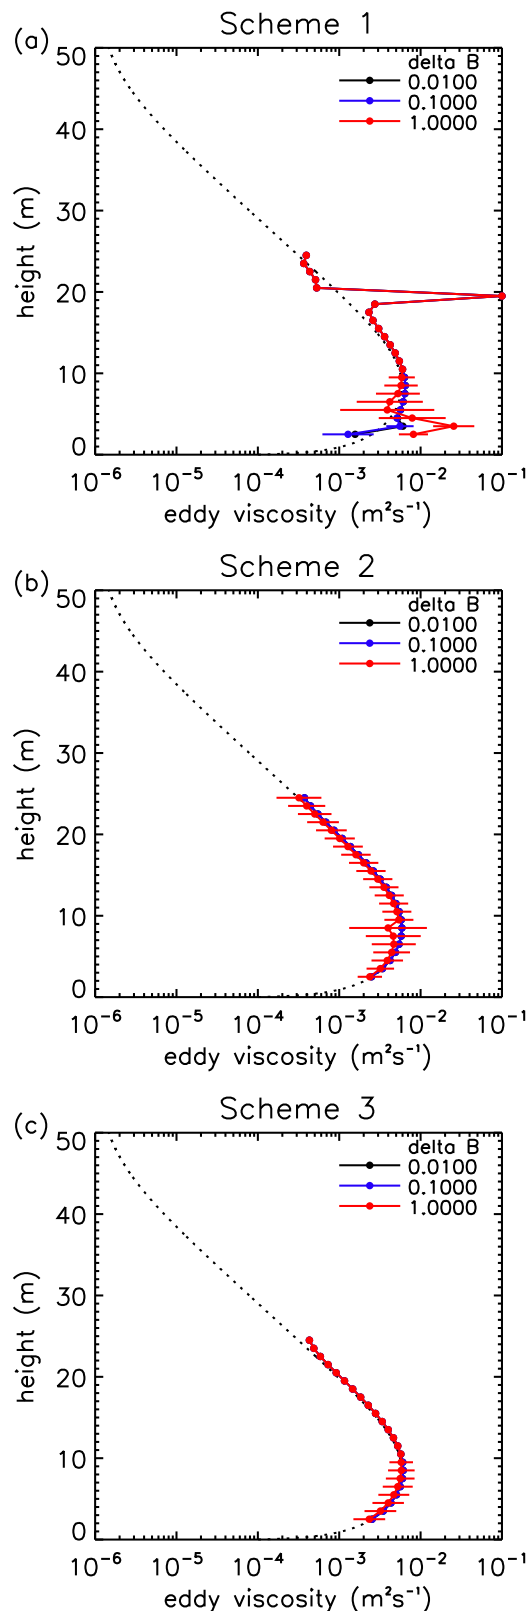 Scheme 1
(a)
delta B
0.0100
0.1000
1.0000
50
40
30
20
10
0
height (m)
10⁻⁶ 10⁻⁵ 10⁻⁴ 10⁻³ 10⁻² 10⁻¹
eddy viscosity (m²s⁻¹)
Scheme 2
(b)
delta B
0.0100
0.1000
1.0000
50
40
30
20
10
0
height (m)
10⁻⁶ 10⁻⁵ 10⁻⁴ 10⁻³ 10⁻² 10⁻¹
eddy viscosity (m²s⁻¹)
Scheme 3
(c)
delta B
0.0100
0.1000
1.0000
50
40
30
20
10
0
height (m)
10⁻⁶ 10⁻⁵ 10⁻⁴ 10⁻³ 10⁻² 10⁻¹
eddy viscosity (m²s⁻¹)